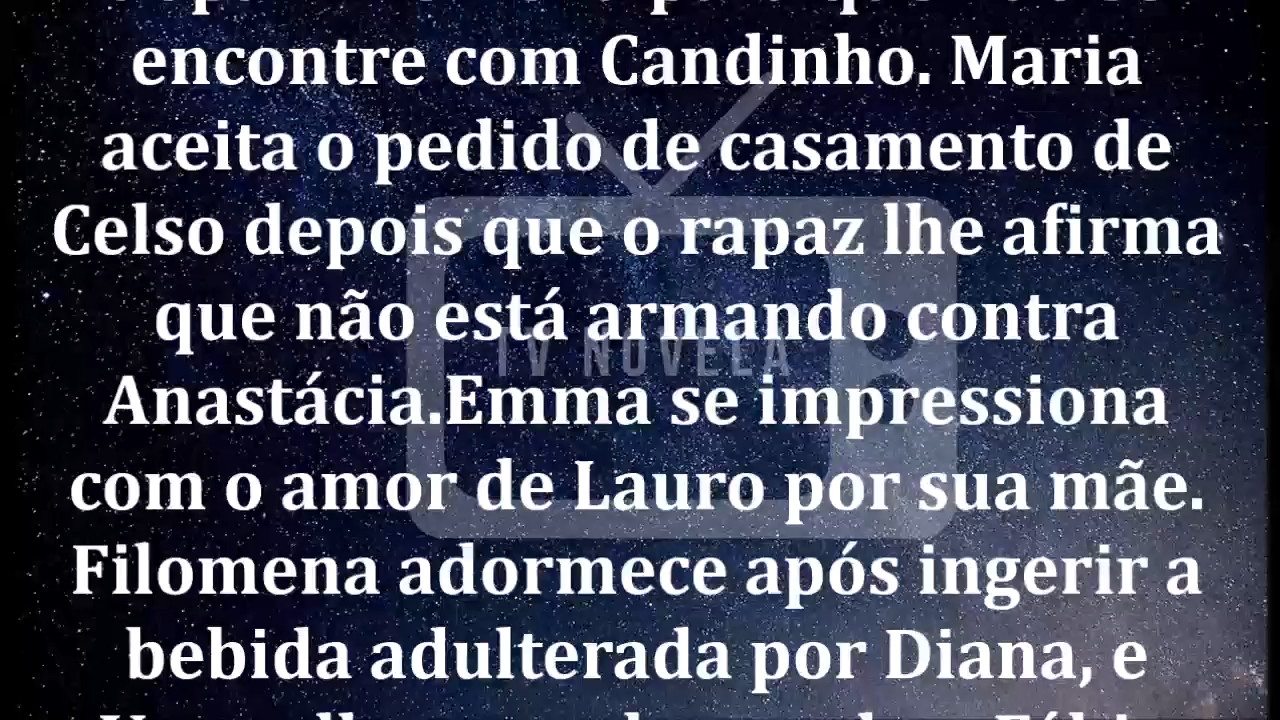 encontre com Candinho. Maria
aceita o pedido de casamento de
Celso depois que o rapaz lhe afirma
que não está armando contra
TV NOVELA
Anastácia.Emma se impressiona
com o amor de Lauro por sua mãe.
Filomena adormece após ingerir a
bebida adulterada por Diana, e